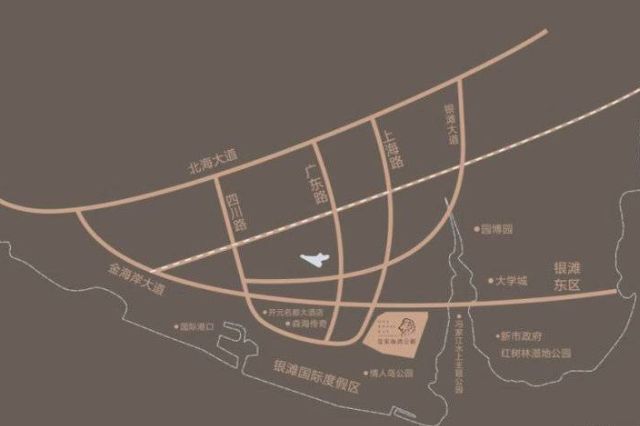 银滩大道
北海大道
上海路
广东路
四川路
园博园
金海岸大道
银滩
东区
大学城
开元名都大酒店
森海传奇
国际港口
冯家江水上主题公园
新市政府
红树林湿地公园
银滩国际度假区
情人岛公园